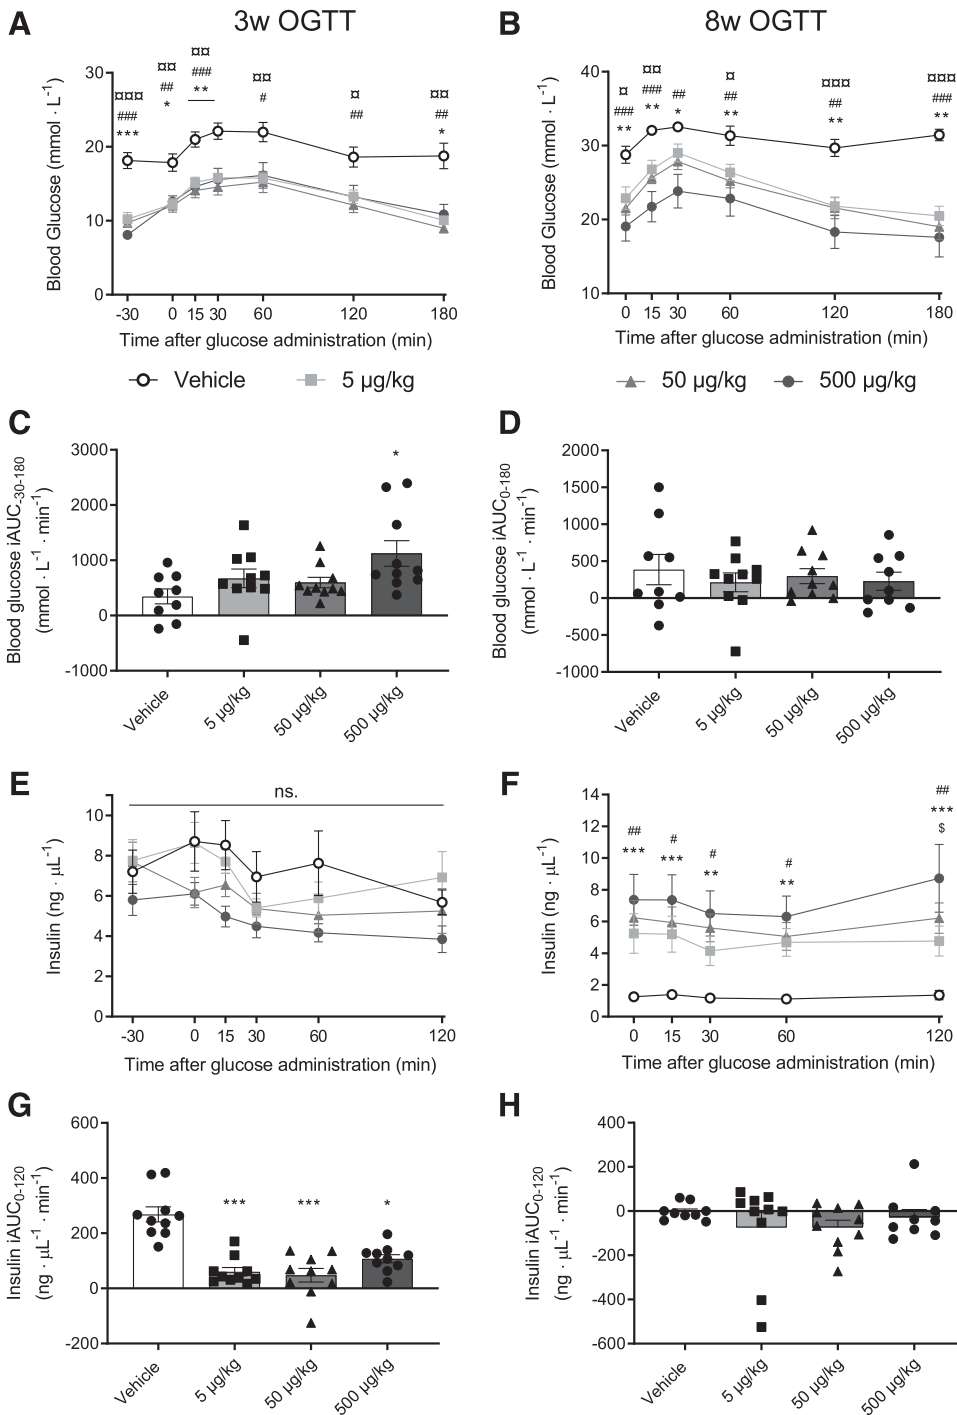 A
3w OGTT
B
8w OGTT
¤¤¤
###
***
¤¤
##
*
¤¤
###
**
¤¤
#
¤
##
¤¤
##
*
30
20
10
0
Blood Glucose (mmol · L-1)
-30 0 15 30 60 120 180
Time after glucose administration (min)
¤
###
**
¤¤
###
**
##
*
¤
##
**
¤¤¤
##
**
¤¤¤
###
**
40
30
20
10
Blood Glucose (mmol · L-1)
0 15 30 60 120 180
Time after glucose administration (min)
Vehicle
5 µg/kg
50 µg/kg
500 µg/kg
C
3000
2000
1000
0
-1000
Blood glucose iAUC-30-180
(mmol · L-1 · min-1)
*
Vehicle
5 µg/kg
50 µg/kg
500 µg/kg
D
2000
1500
1000
500
0
-500
-1000
Blood glucose iAUC0-180
(mmol · L-1 · min-1)
Vehicle
5 µg/kg
50 µg/kg
500 µg/kg
E
ns.
10
8
6
4
2
0
Insulin (ng · µL-1)
-30 0 15 30 60 120
Time after glucose administration (min)
F
##
***
#
***
#
**
#
**
##
***
$
14
12
10
8
6
4
2
0
Insulin (ng · µL-1)
0 15 30 60 120
Time after glucose administration (min)
G
600
400
200
0
-200
Insulin iAUC0-120
(ng · µL-1 · min-1)
***
***
*
Vehicle
5 µg/kg
50 µg/kg
500 µg/kg
H
400
200
0
-200
-400
-600
Insulin iAUC0-120
(ng · µL-1 · min-1)
Vehicle
5 µg/kg
50 µg/kg
500 µg/kg